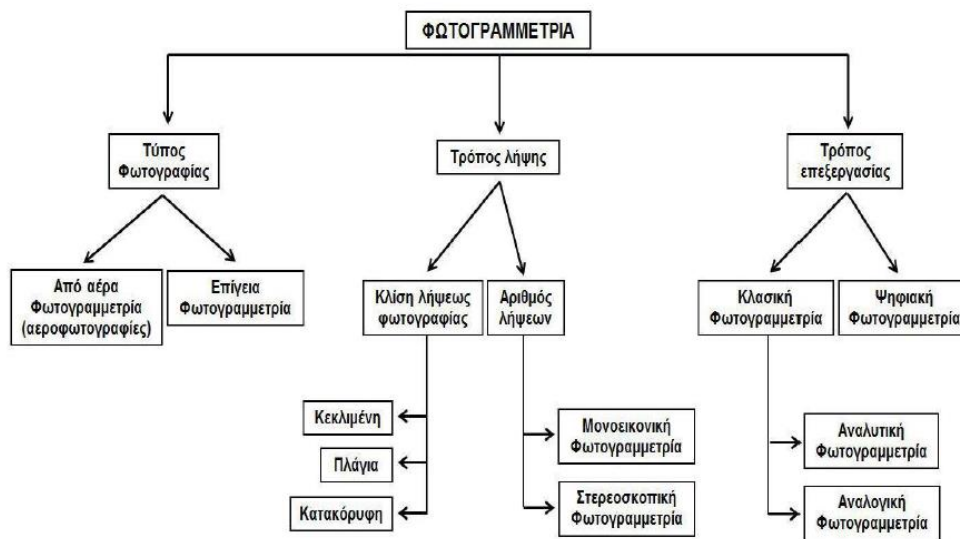 ΦΩΤΟΓΡΑΜΜΕΤΡΙΑ
Τύπος
Φωτογραφίας
Τρόπος λήψης
Τρόπος
επεξεργασίας
Από αέρα
Φωτογραμμετρία
(αεροφωτογραφίες)
Επίγεια
Φωτογραμμετρία
Κλίση λήψεως
φωτογραφίας
Αριθμός
λήψεων
Κλασική
Φωτογραμμετρία
Ψηφιακή
Φωτογραμμετρία
Κεκλιμένη
Πλάγια
Κατακόρυφη
Μονοεικονική
Φωτογραμμετρία
Στερεοσκοπική
Φωτογραμμετρία
Αναλυτική
Φωτογραμμετρία
Αναλογική
Φωτογραμμετρία